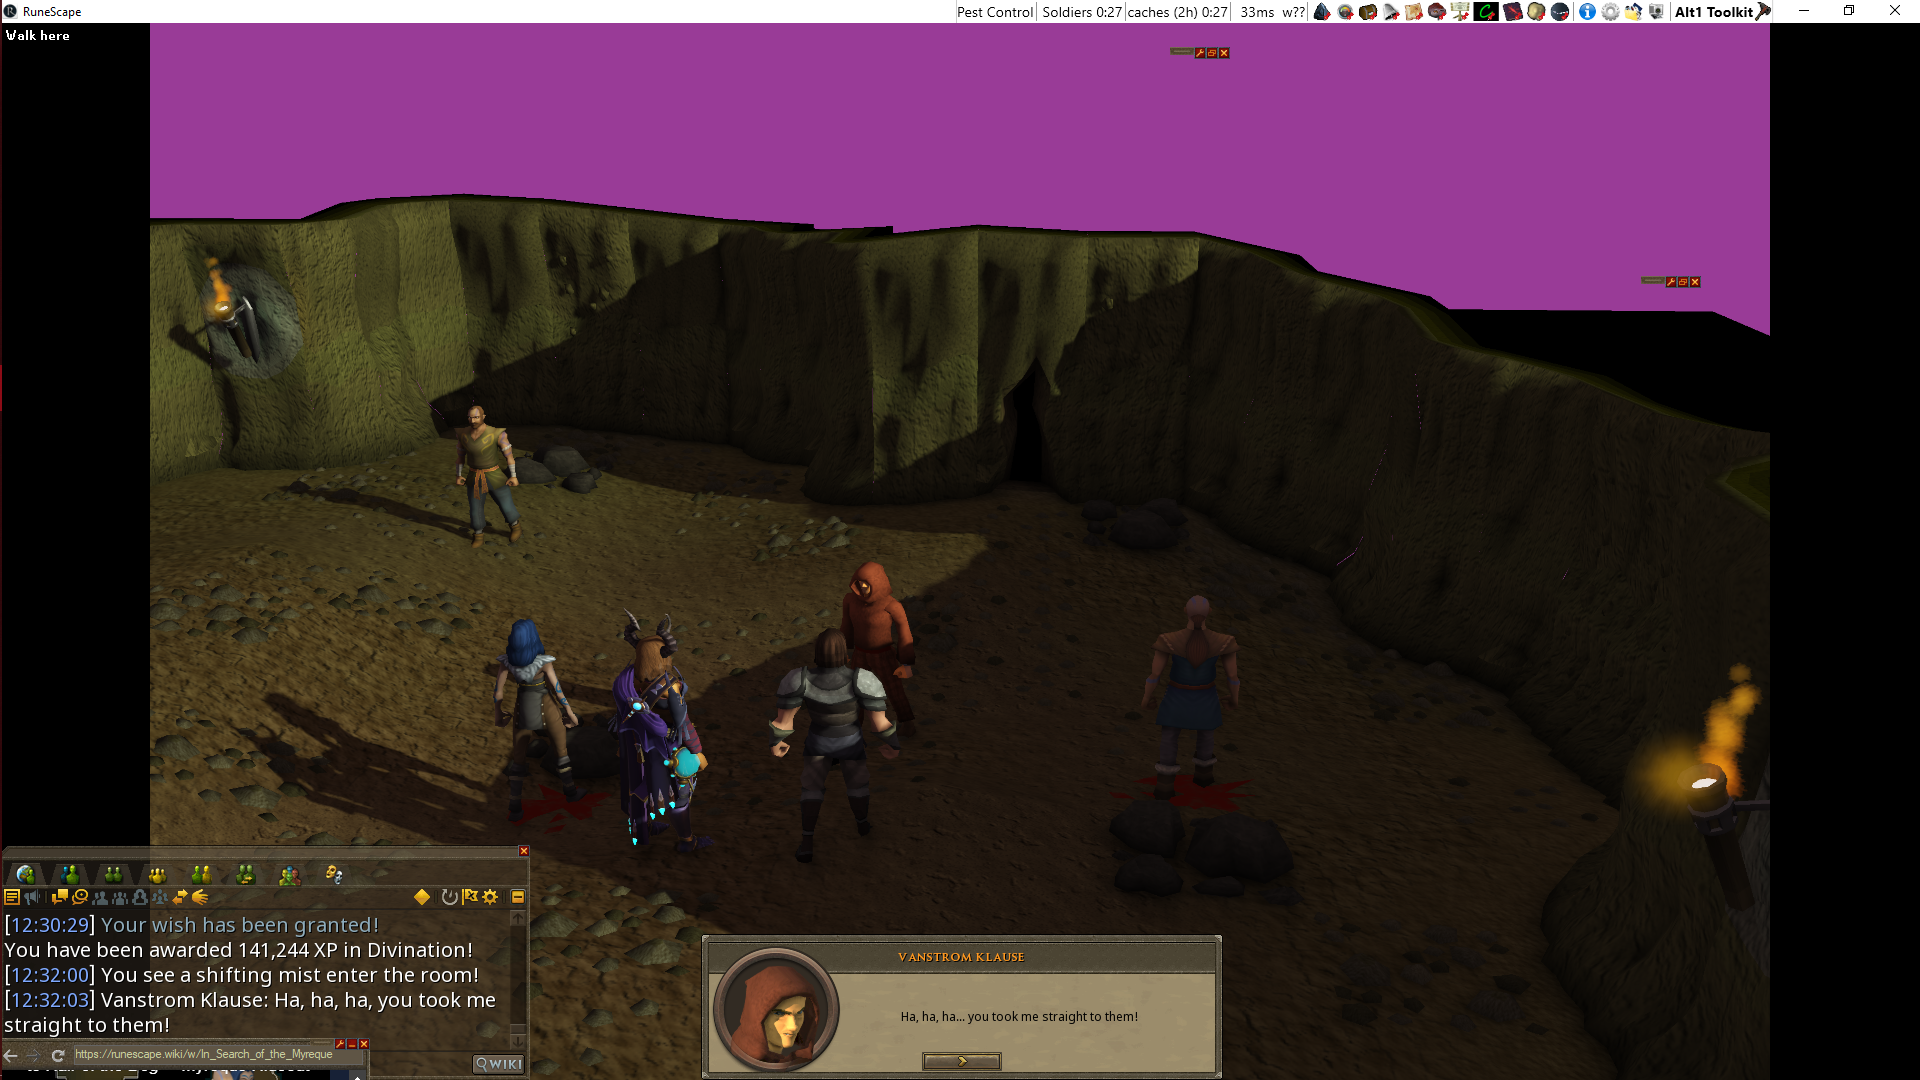 RuneScape
Pest Control Soldiers 0:27 caches (2h) 0:27 33ms w?? Alt1 Toolkit
Walk here
[12:30:29] Your wish has been granted!
You have been awarded 141,244 XP in Divination!
[12:32:00] You see a shifting mist enter the room!
[12:32:03] Vanstrom Klause: Ha, ha, ha, you took me
straight to them!
https://runescape.wiki/w/In_Search_of_the_Myreque
WIKI
VANSTROM KLAUSE
Ha, ha, ha... you took me straight to them!